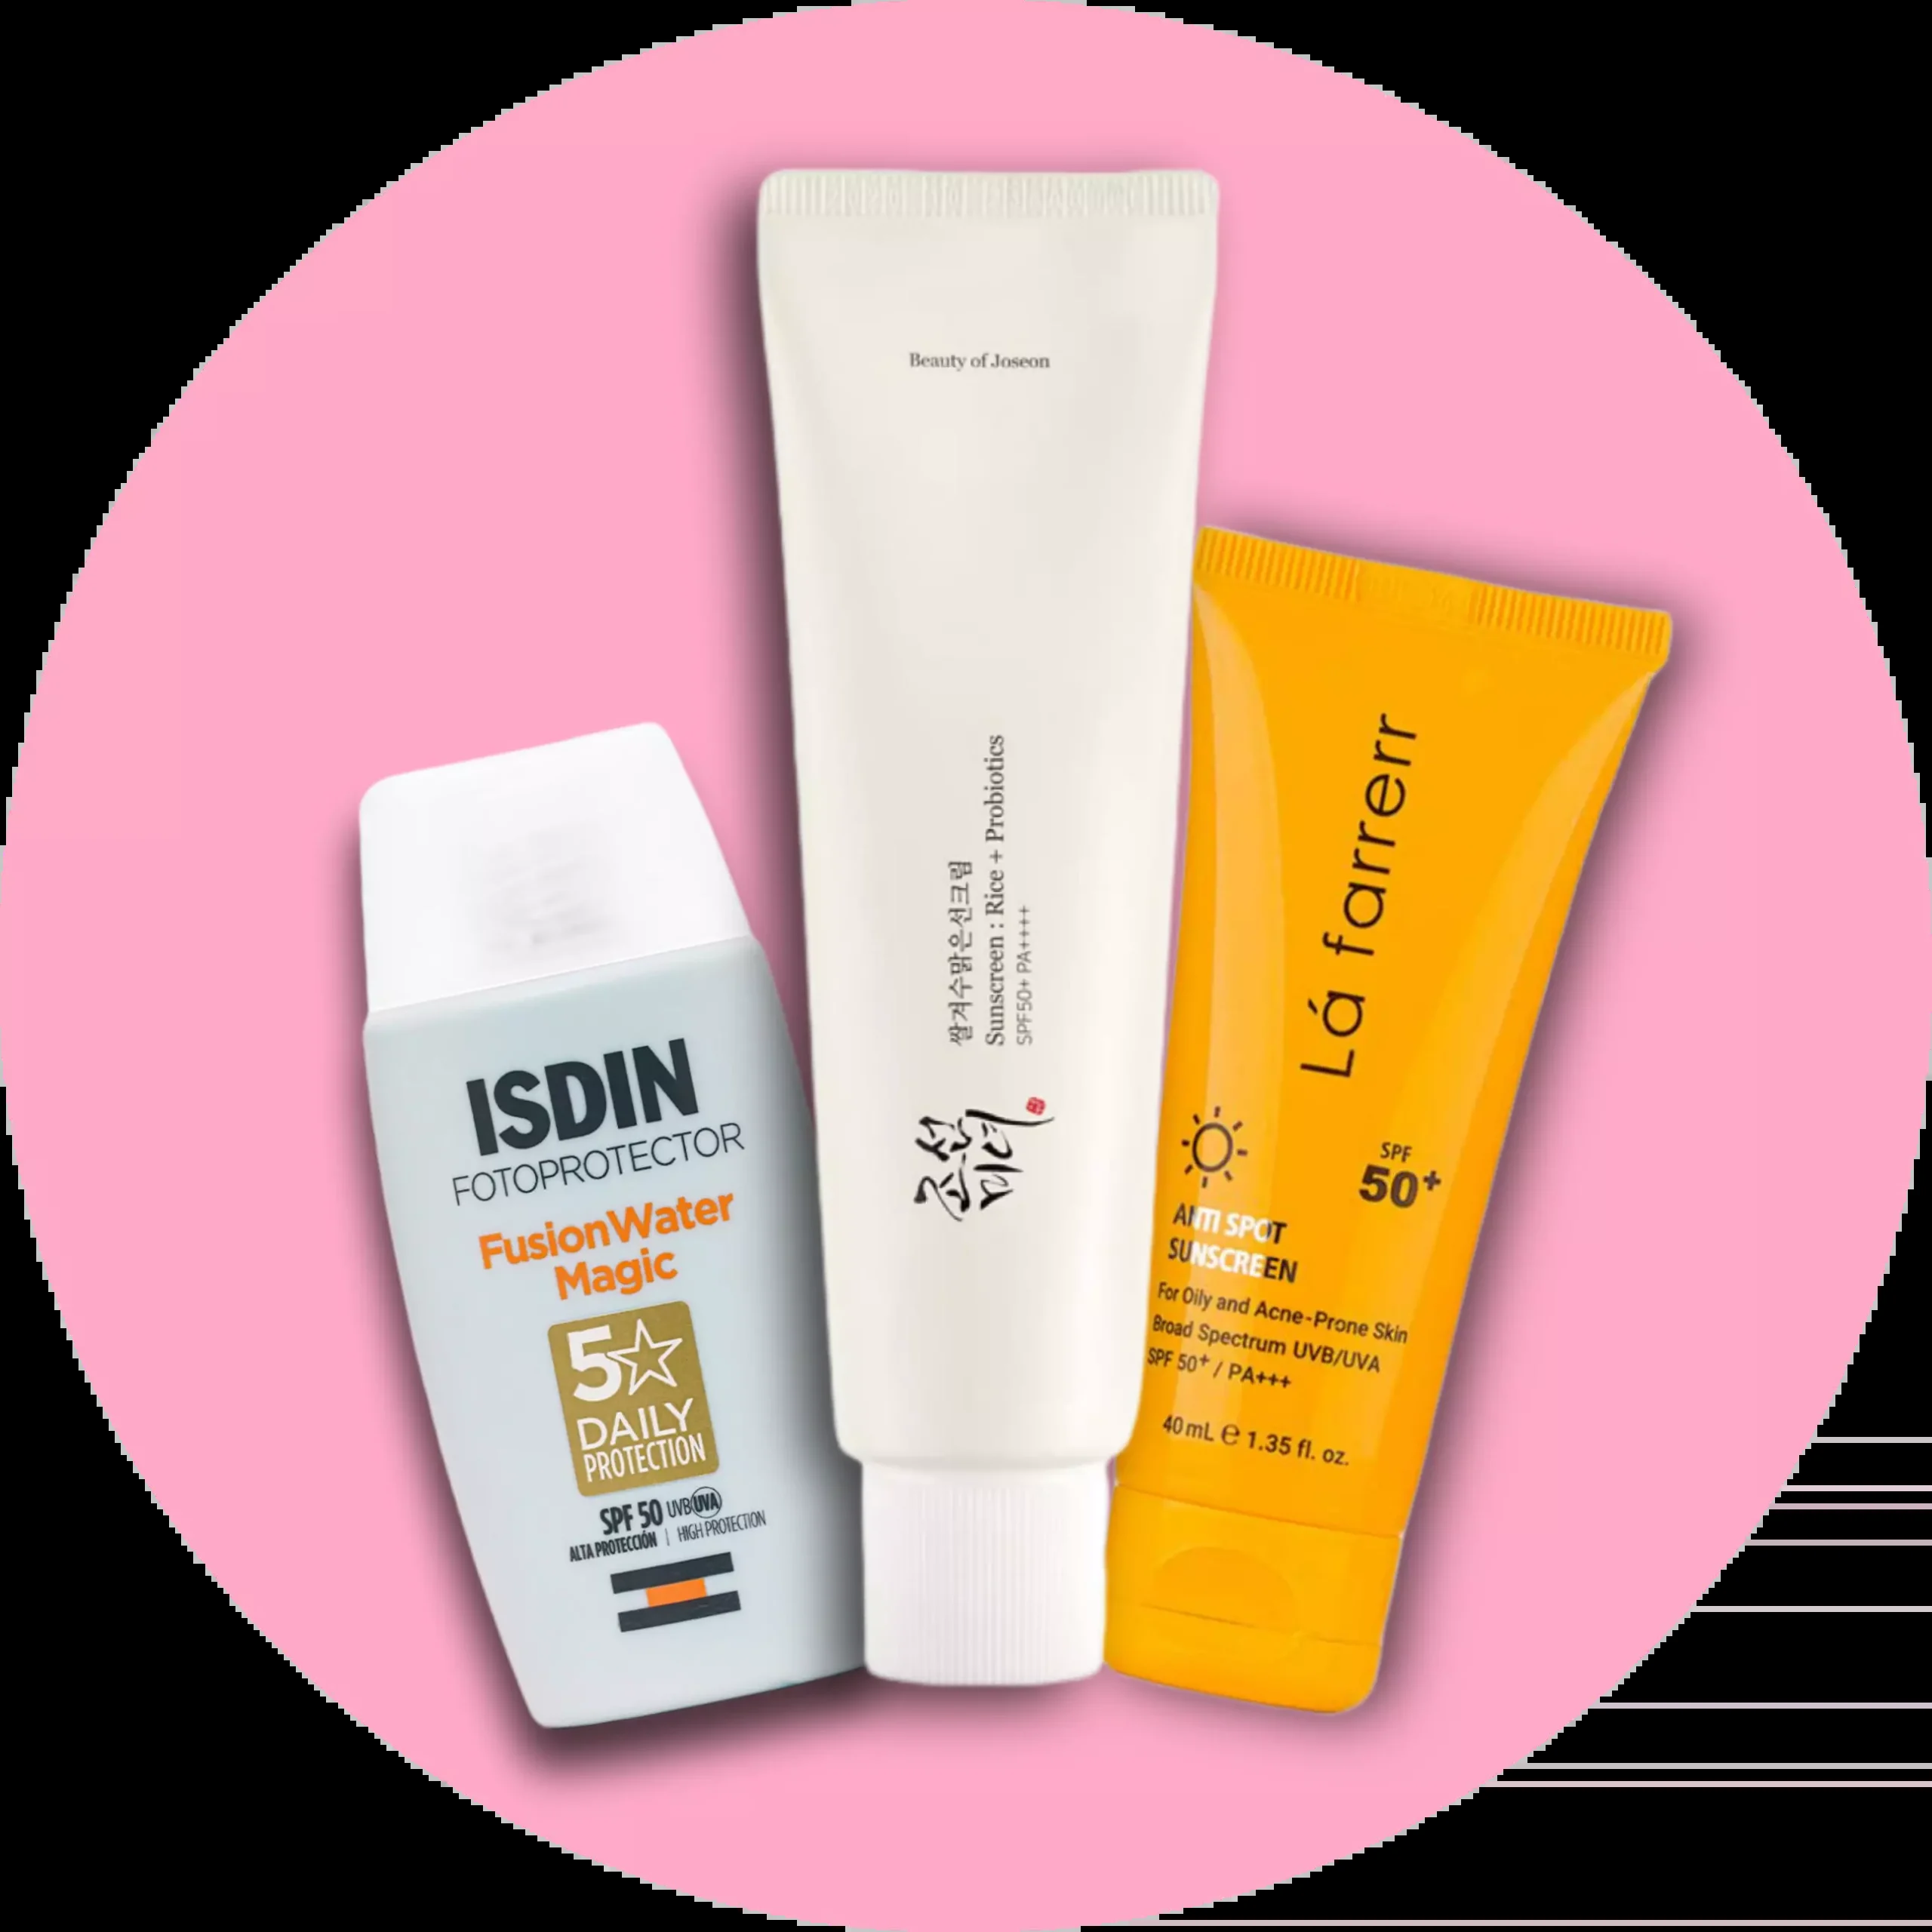 ISDIN
FOTOPROTECTOR
FusionWater
Magic
5☆
DAILY
PROTECTION
SPF 50 UVB UVA
ALTA PROTECCIÓN | HIGH PROTECTION
Beauty of Joseon
쌀겨수맑은선크림
Sunscreen : Rice + Probiotics
SPF50+ PA++++
조선
미녀
Lá farrerr
SPF
50+
ANTI SPOT
SUNSCREEN
For Oily and Acne-Prone Skin
Broad Spectrum UVB/UVA
SPF 50+ / PA+++
40 mL ℮ 1.35 fl. oz.